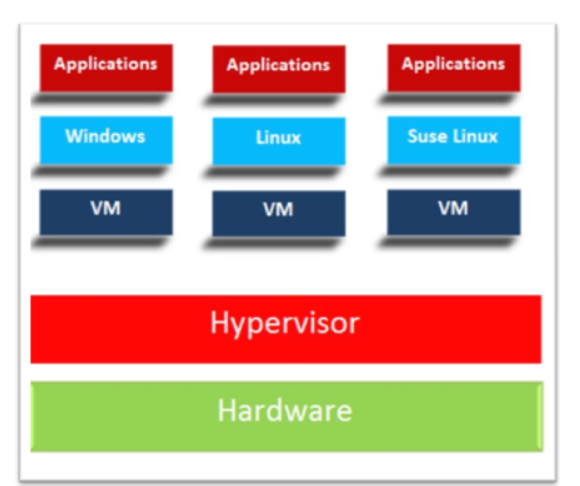 Applications
Applications
Applications
Windows
Linux
Suse Linux
VM
VM
VM
Hypervisor
Hardware